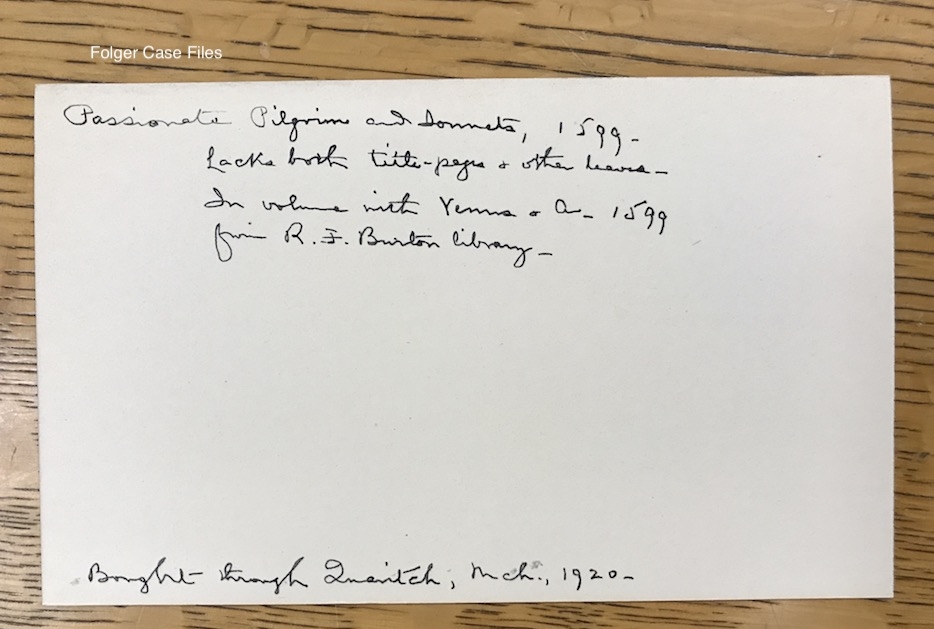 Folger Case Files
Passionate Pilgrim and Sonnets, 1599-
Lacks both title-pages & other leaves-
In volume with Venus & A- 1599
from R. F. Burton library-
Bought through Quaritch, Mch., 1920-